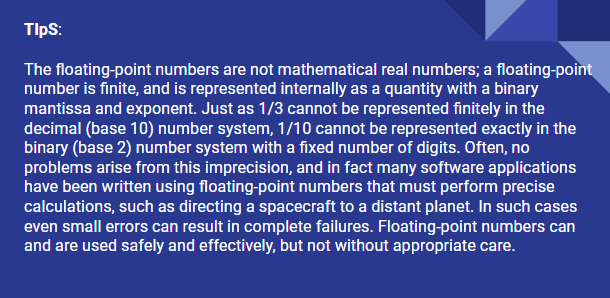 TIpS:
The floating-point numbers are not mathematical real numbers; a floating-point
number is finite, and is represented internally as a quantity with a binary
mantissa and exponent. Just as 1/3 cannot be represented finitely in the
decimal (base 10) number system, 1/10 cannot be represented exactly in the
binary (base 2) number system with a fixed number of digits. Often, no
problems arise from this imprecision, and in fact many software applications
have been written using floating-point numbers that must perform precise
calculations, such as directing a spacecraft to a distant planet. In such cases
even small errors can result in complete failures. Floating-point numbers can
and are used safely and effectively, but not without appropriate care.